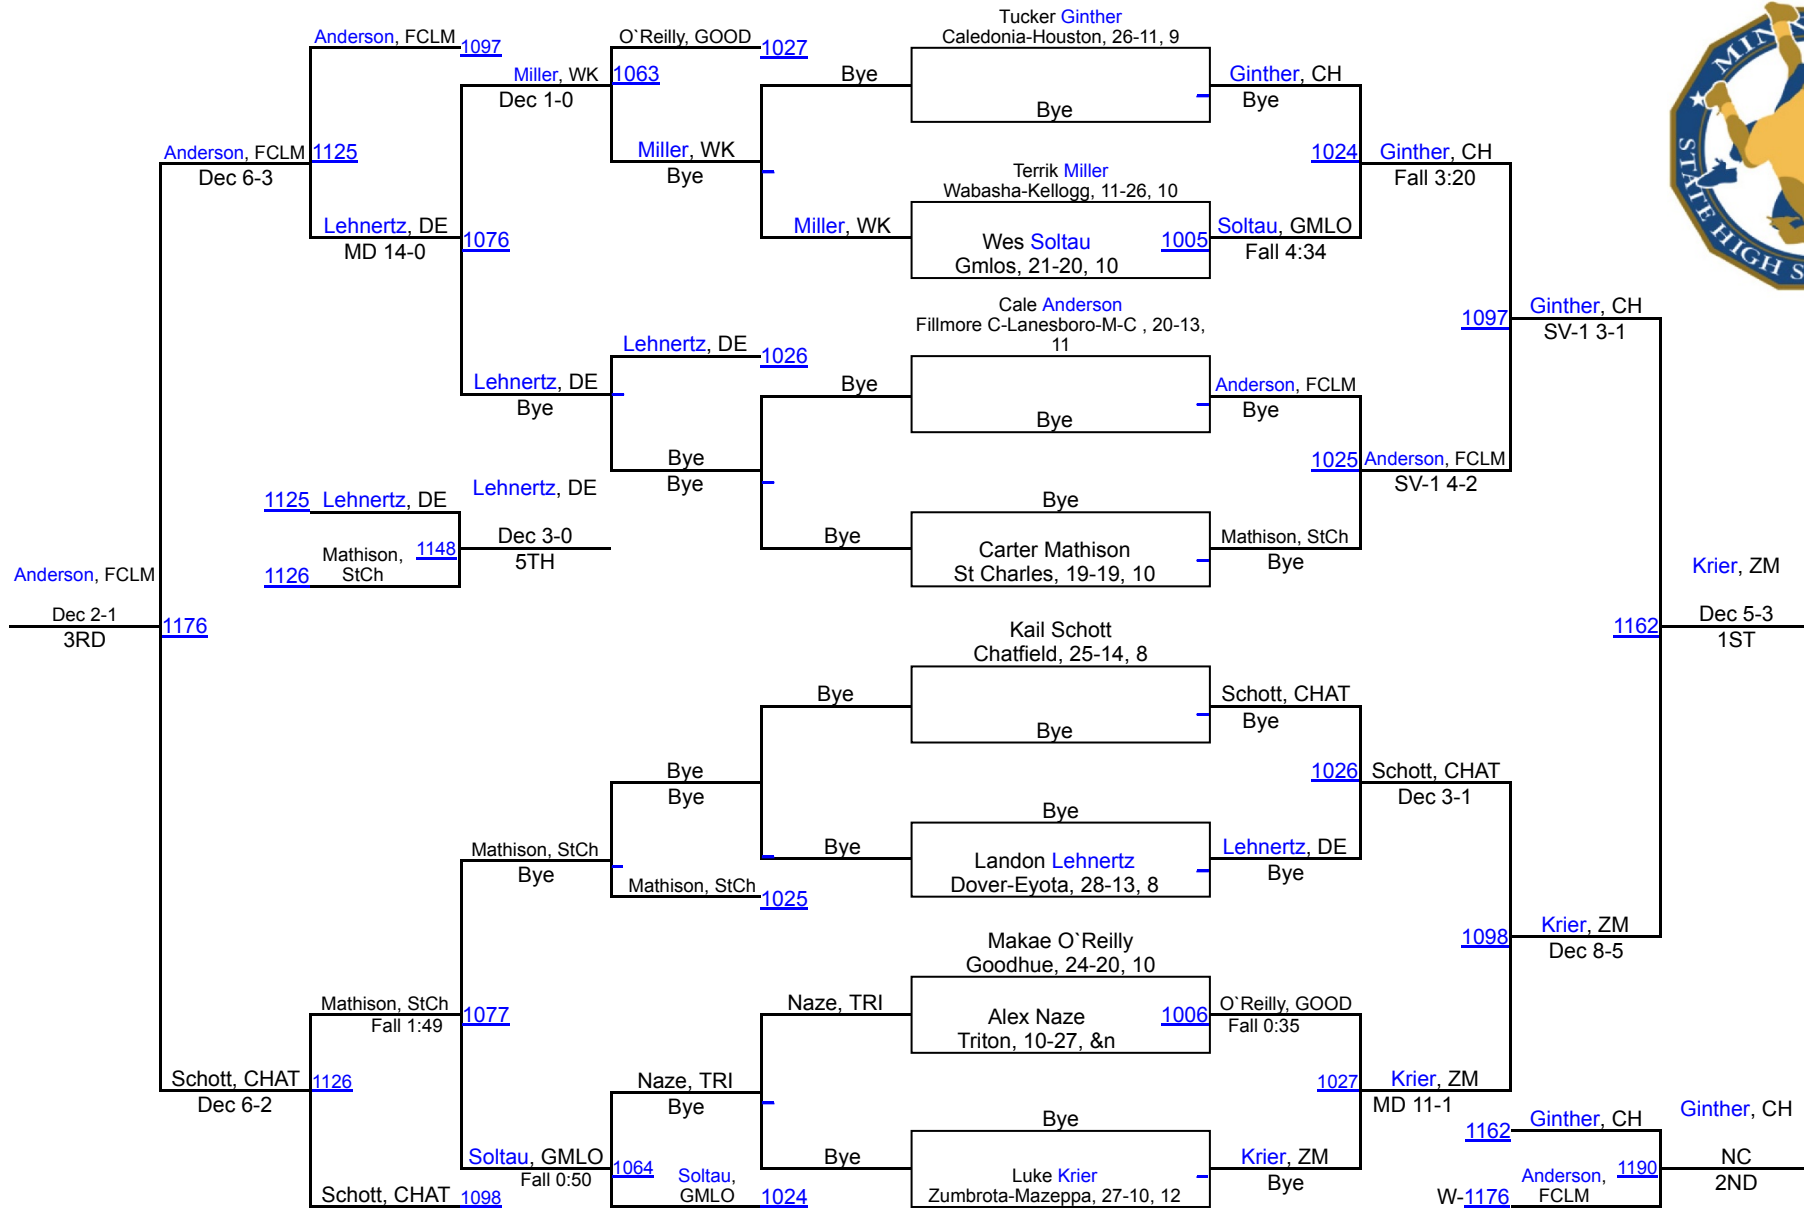 Tucker Ginther
Caledonia-Houston, 26-11, 9
Bye
Bye
Ginther, CH
Bye
Terrik Miller
Wabasha-Kellogg, 11-26, 10
Miller, WK
Wes Soltau
Gmlos, 21-20, 10
1005
Soltau, GMLO
Fall 4:34
1024
Ginther, CH
Fall 3:20
Cale Anderson
Fillmore C-Lanesboro-M-C , 20-13,
11
Bye
Bye
Anderson, FCLM
Bye
Bye
Bye
Carter Mathison
St Charles, 19-19, 10
Mathison, StCh
Bye
1025
Anderson, FCLM
SV-1 4-2
1097
Ginther, CH
SV-1 3-1
Kail Schott
Chatfield, 25-14, 8
Bye
Bye
Schott, CHAT
Bye
Bye
Bye
Landon Lehnertz
Dover-Eyota, 28-13, 8
Lehnertz, DE
Bye
1026
Schott, CHAT
Dec 3-1
Makae O`Reilly
Goodhue, 24-20, 10
Naze, TRI
Alex Naze
Triton, 10-27, &n
1006
O`Reilly, GOOD
Fall 0:35
Bye
Bye
Luke Krier
Zumbrota-Mazeppa, 27-10, 12
Krier, ZM
Bye
1027
Krier, ZM
MD 11-1
1098
Krier, ZM
Dec 8-5
1162
Krier, ZM
Dec 5-3
1ST
1162
Ginther, CH
W-1176
Anderson,
FCLM
1190
Ginther, CH
NC
2ND
O`Reilly, GOOD
1027
Miller, WK
Bye
1063
Miller, WK
Dec 1-0
Lehnertz, DE
1026
Bye
Bye
Lehnertz, DE
Bye
1076
Lehnertz, DE
MD 14-0
Anderson, FCLM
1097
1125
Anderson, FCLM
Dec 6-3
1125
Lehnertz, DE
1126
Mathison,
StCh
1148
Lehnertz, DE
Dec 3-0
5TH
Anderson, FCLM
Dec 2-1
3RD
1176
Bye
Bye
Mathison, StCh
1025
Mathison, StCh
Bye
Naze, TRI
Bye
Soltau,
GMLO
1024
1064
Soltau, GMLO
Fall 0:50
1077
Mathison, StCh
Fall 1:49
Schott, CHAT
1098
1126
Schott, CHAT
Dec 6-2
STATE HIGH S